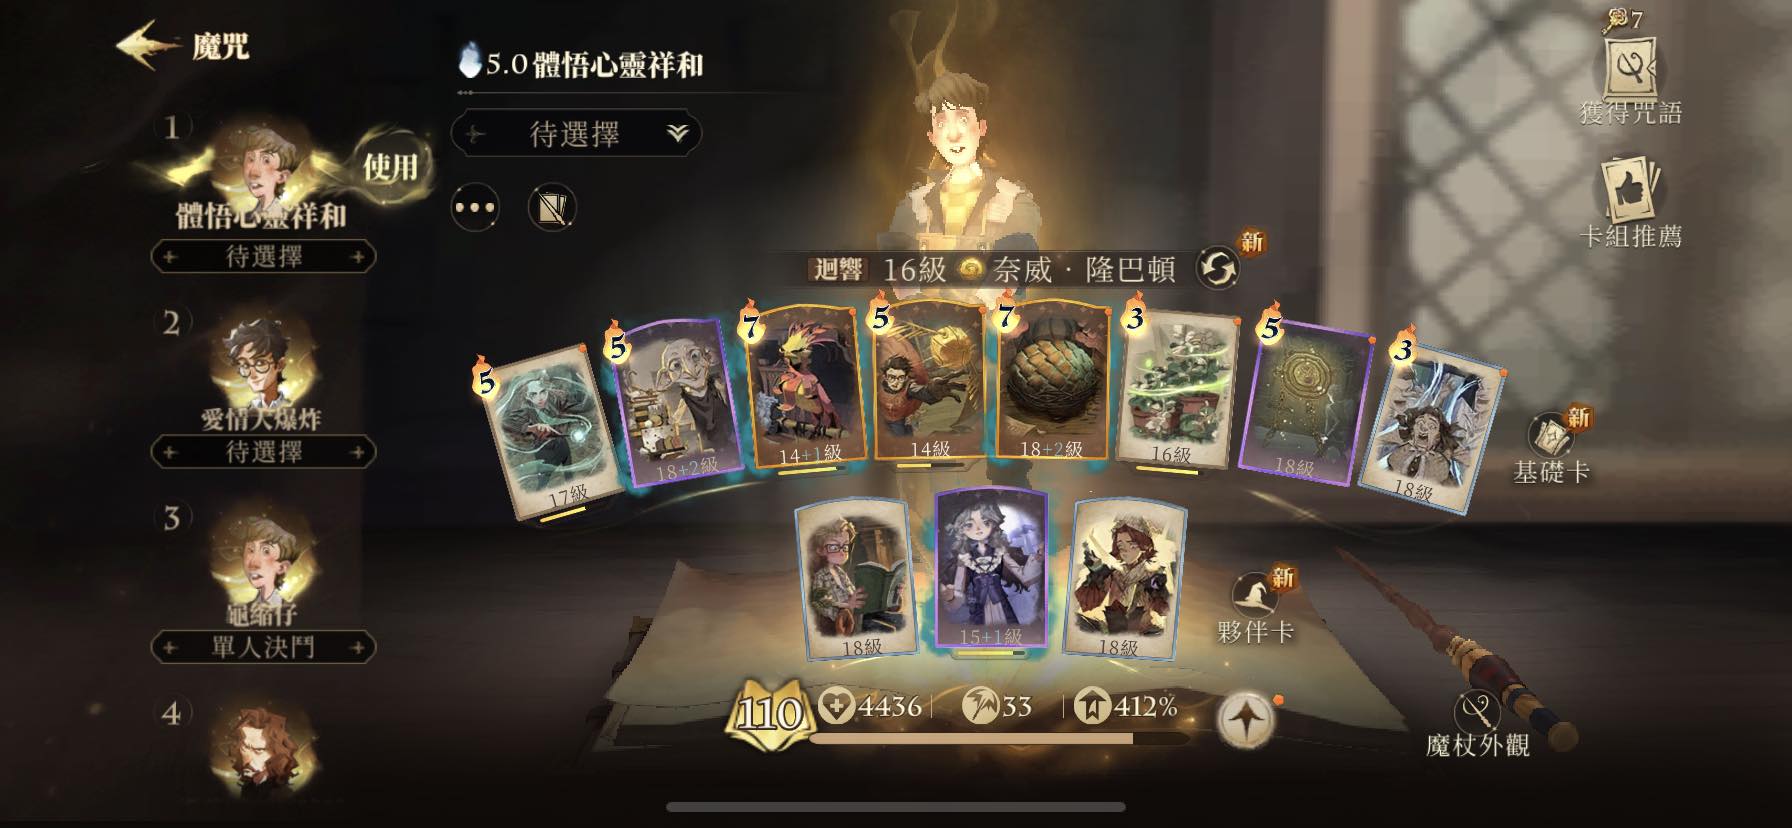 魔咒
5.0 體悟心靈祥和
待選擇
1
使用
體悟心靈祥和
待選擇
2
愛情大爆炸
待選擇
3
龜縮仔
單人決鬥
4
7
獲得咒語
卡組推薦
迴響 16級 奈威·隆巴頓
新
5
17級
5
18+2級
7
14+1級
5
14級
7
18+2級
3
16級
5
18級
3
18級
新
基礎卡
18級
15+1級
18級
新
夥伴卡
110
4436
33
412%
魔杖外觀